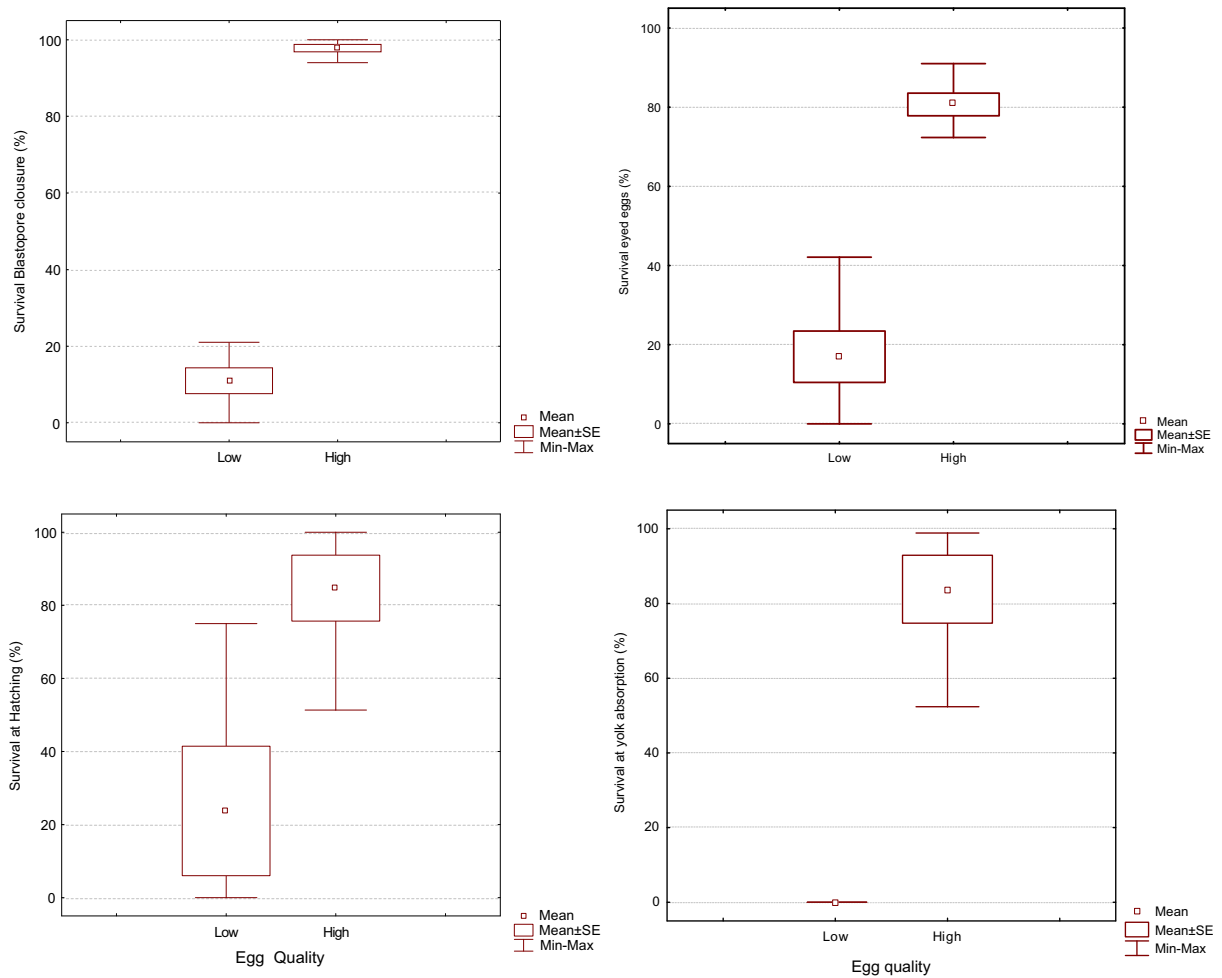 100
80
60
40
20
0
Survival Blastopore clousure (%)
Low High
Mean
Mean±SE
Min-Max
100
80
60
40
20
0
Survival eyed eggs (%)
Low High
Mean
Mean±SE
Min-Max
100
80
60
40
20
0
Survival at Hatching (%)
Low High
Egg Quality
Mean
Mean±SE
Min-Max
100
80
60
40
20
0
Survival at yolk absorption (%)
Low High
Egg quality
Mean
Mean±SE
Min-Max